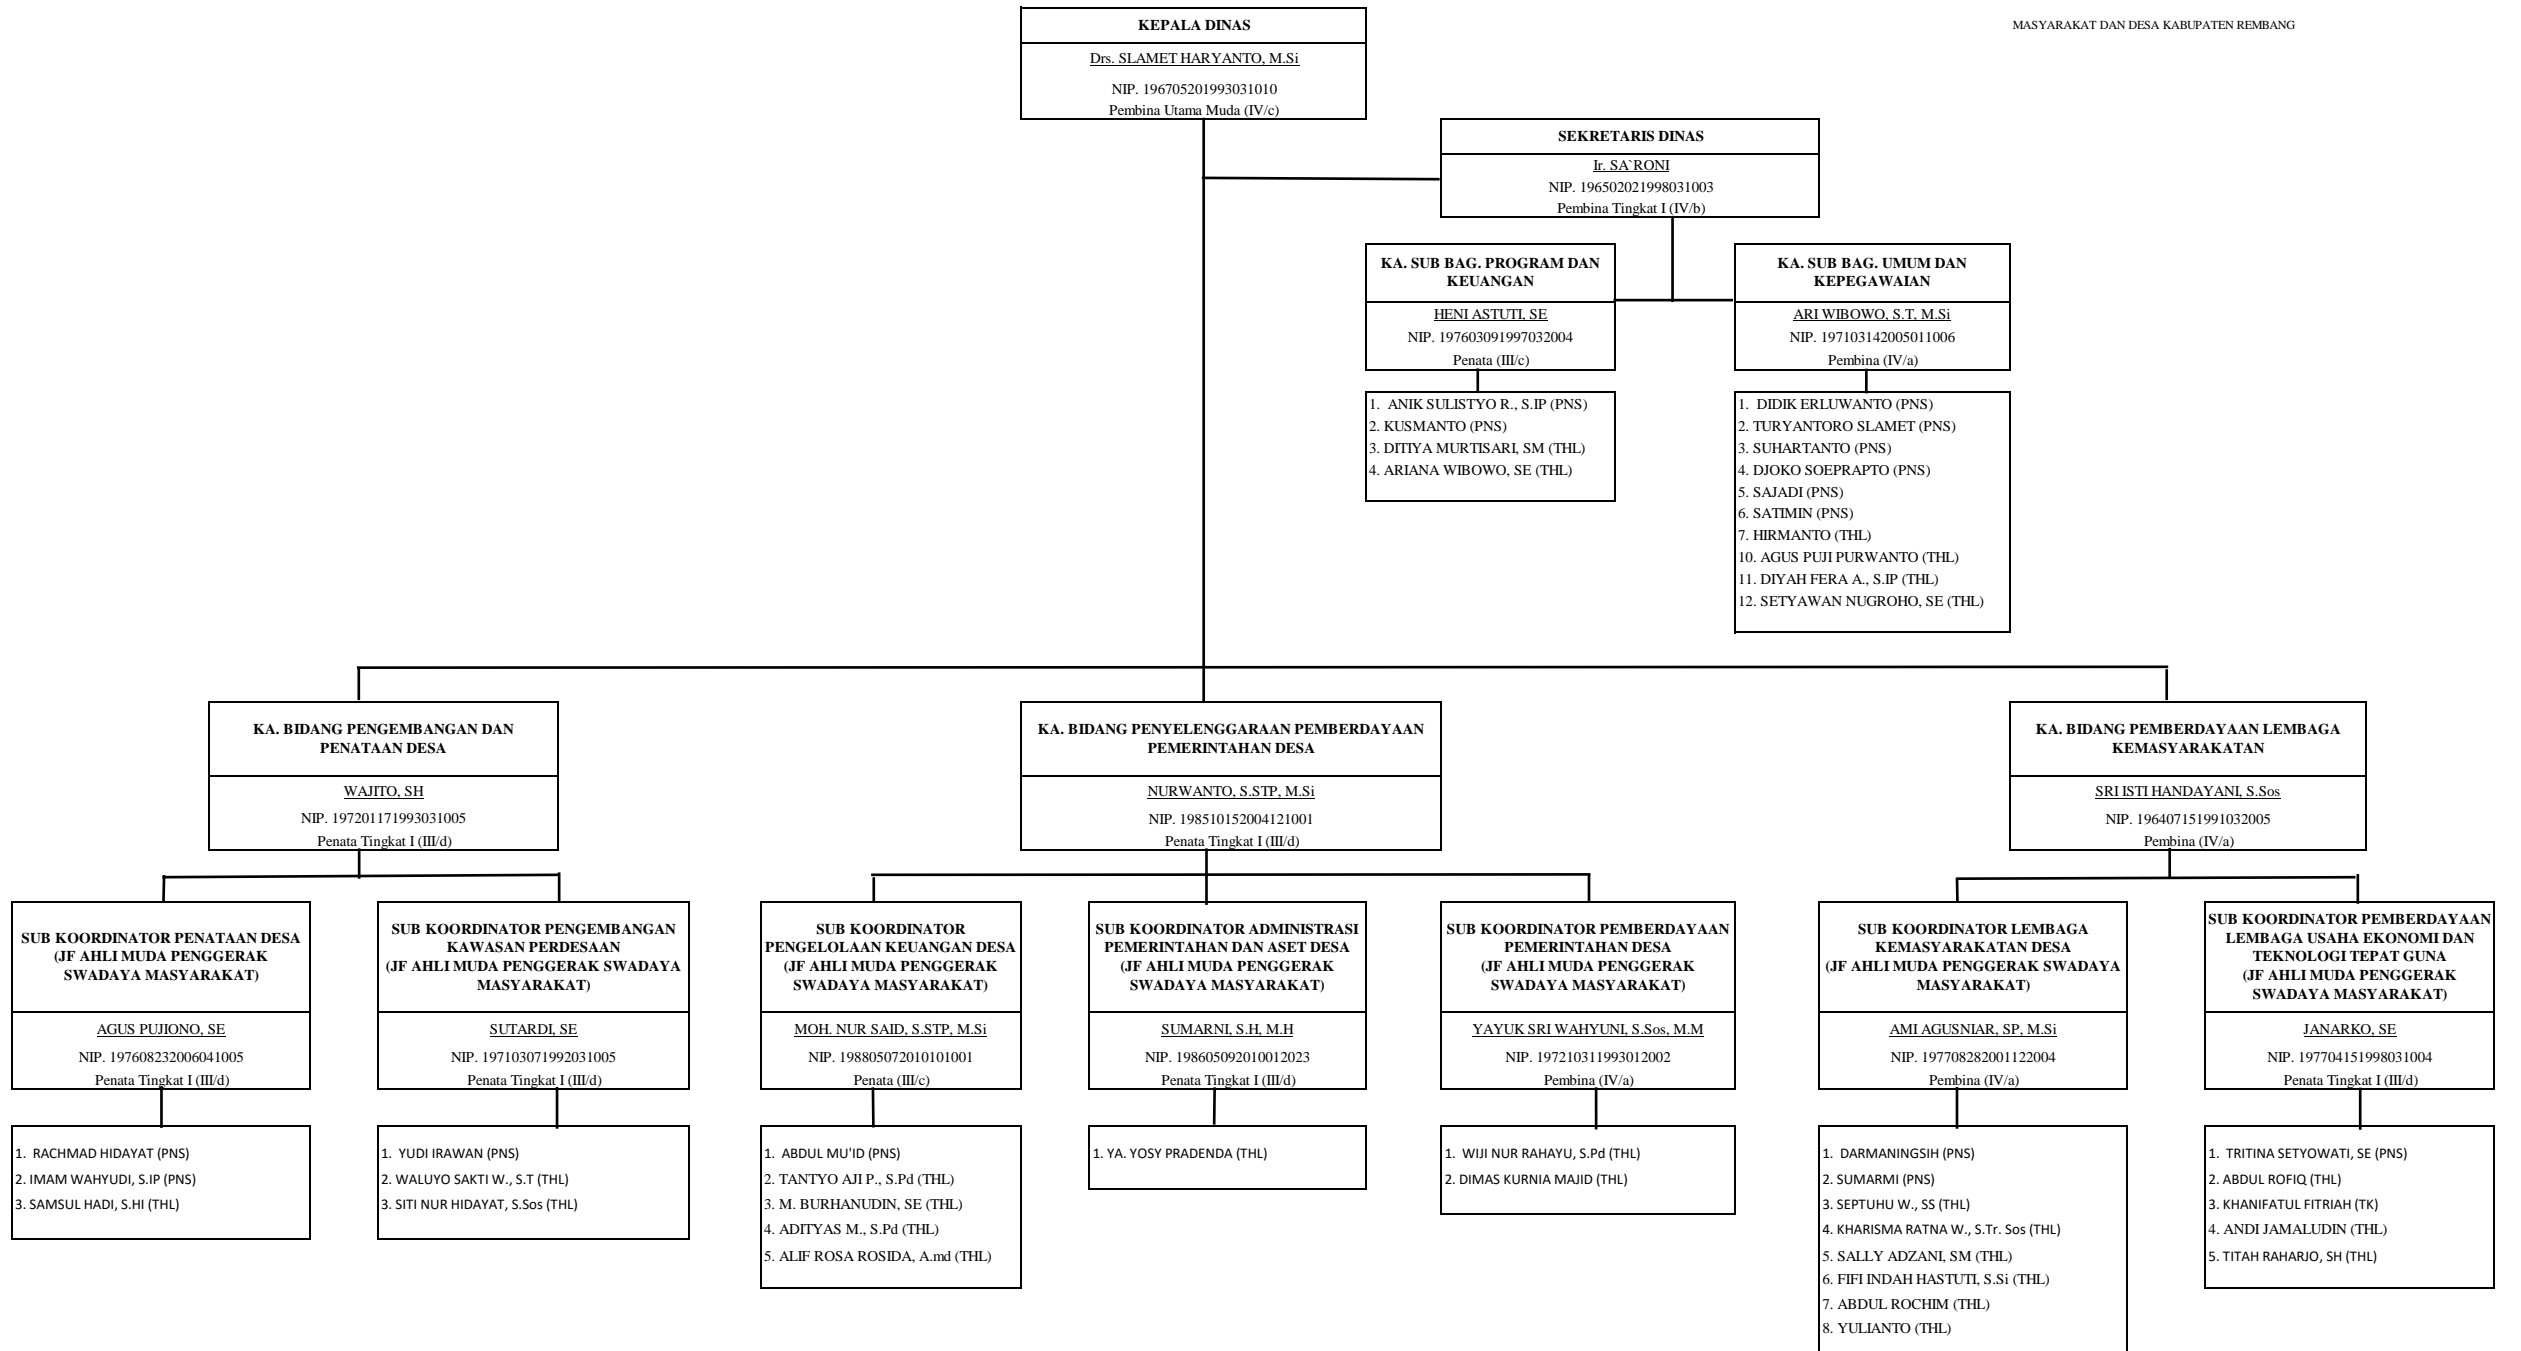 KEPALA DINAS
Drs. SLAMET HARYANTO, M.Si
NIP. 196705201993031010
Pembina Utama Muda (IV/c)
MASYARAKAT DAN DESA KABUPATEN REMBANG
SEKRETARIS DINAS
Ir. SA`RONI
NIP. 196502021998031003
Pembina Tingkat I (IV/b)
KA. SUB BAG. PROGRAM DAN
KEUANGAN
HENI ASTUTI, SE
NIP. 197603091997032004
Penata (III/c)
1. ANIK SULISTYO R., S.IP (PNS)
2. KUSMANTO (PNS)
3. DITIYA MURTISARI, SM (THL)
4. ARIANA WIBOWO, SE (THL)
KA. SUB BAG. UMUM DAN
KEPEGAWAIAN
ARI WIBOWO, S.T, M.Si
NIP. 197103142005011006
Pembina (IV/a)
1. DIDIK ERLUWANTO (PNS)
2. TURYANTORO SLAMET (PNS)
3. SUHARTANTO (PNS)
4. DJOKO SOEPRAPTO (PNS)
5. SAJADI (PNS)
6. SATIMIN (PNS)
7. HIRMANTO (THL)
10. AGUS PUJI PURWANTO (THL)
11. DIYAH FERA A., S.IP (THL)
12. SETYAWAN NUGROHO, SE (THL)
KA. BIDANG PENGEMBANGAN DAN
PENATAAN DESA
WAJITO, SH
NIP. 197201171993031005
Penata Tingkat I (III/d)
KA. BIDANG PENYELENGGARAAN PEMBERDAYAAN
PEMERINTAHAN DESA
NURWANTO, S.STP, M.Si
NIP. 198510152004121001
Penata Tingkat I (III/d)
KA. BIDANG PEMBERDAYAAN LEMBAGA
KEMASYARAKATAN
SRI ISTI HANDAYANI, S.Sos
NIP. 196407151991032005
Pembina (IV/a)
SUB KOORDINATOR PENATAAN DESA
(JF AHLI MUDA PENGGERAK
SWADAYA MASYARAKAT)
AGUS PUJIONO, SE
NIP. 197608232006041005
Penata Tingkat I (III/d)
1. RACHMAD HIDAYAT (PNS)
2. IMAM WAHYUDI, S.IP (PNS)
3. SAMSUL HADI, S.HI (THL)
SUB KOORDINATOR PENGEMBANGAN
KAWASAN PERDESAAN
(JF AHLI MUDA PENGGERAK SWADAYA
MASYARAKAT)
SUTARDI, SE
NIP. 197103071992031005
Penata Tingkat I (III/d)
1. YUDI IRAWAN (PNS)
2. WALUYO SAKTI W., S.T (THL)
3. SITI NUR HIDAYAT, S.Sos (THL)
SUB KOORDINATOR
PENGELOLAAN KEUANGAN DESA
(JF AHLI MUDA PENGGERAK
SWADAYA MASYARAKAT)
MOH. NUR SAID, S.STP, M.Si
NIP. 198805072010101001
Penata (III/c)
1. ABDUL MU'ID (PNS)
2. TANTYO AJI P., S.Pd (THL)
3. M. BURHANUDIN, SE (THL)
4. ADITYAS M., S.Pd (THL)
5. ALIF ROSA ROSIDA, A.md (THL)
SUB KOORDINATOR ADMINISTRASI
PEMERINTAHAN DAN ASET DESA
(JF AHLI MUDA PENGGERAK
SWADAYA MASYARAKAT)
SUMARNI, S.H, M.H
NIP. 198605092010012023
Penata Tingkat I (III/d)
1. YA. YOSY PRADENDA (THL)
SUB KOORDINATOR PEMBERDAYAAN
PEMERINTAHAN DESA
(JF AHLI MUDA PENGGERAK
SWADAYA MASYARAKAT)
YAYUK SRI WAHYUNI, S.Sos, M.M
NIP. 197210311993012002
Pembina (IV/a)
1. WIJI NUR RAHAYU, S.Pd (THL)
2. DIMAS KURNIA MAJID (THL)
SUB KOORDINATOR LEMBAGA
KEMASYARAKATAN DESA
(JF AHLI MUDA PENGGERAK SWADAYA
MASYARAKAT)
AMI AGUSNIAR, SP, M.Si
NIP. 197708282001122004
Pembina (IV/a)
1. DARMANINGSIH (PNS)
2. SUMARMI (PNS)
3. SEPTUHU W., SS (THL)
4. KHARISMA RATNA W., S.Tr. Sos (THL)
5. SALLY ADZANI, SM (THL)
6. FIFI INDAH HASTUTI, S.Si (THL)
7. ABDUL ROCHIM (THL)
8. YULIANTO (THL)
SUB KOORDINATOR PEMBERDAYAAN
LEMBAGA USAHA EKONOMI DAN
TEKNOLOGI TEPAT GUNA
(JF AHLI MUDA PENGGERAK
SWADAYA MASYARAKAT)
JANARKO, SE
NIP. 197704151998031004
Penata Tingkat I (III/d)
1. TRITINA SETYOWATI, SE (PNS)
2. ABDUL ROFIQ (THL)
3. KHANIFATUL FITRIAH (TK)
4. ANDI JAMALUDIN (THL)
5. TITAH RAHARJO, SH (THL)